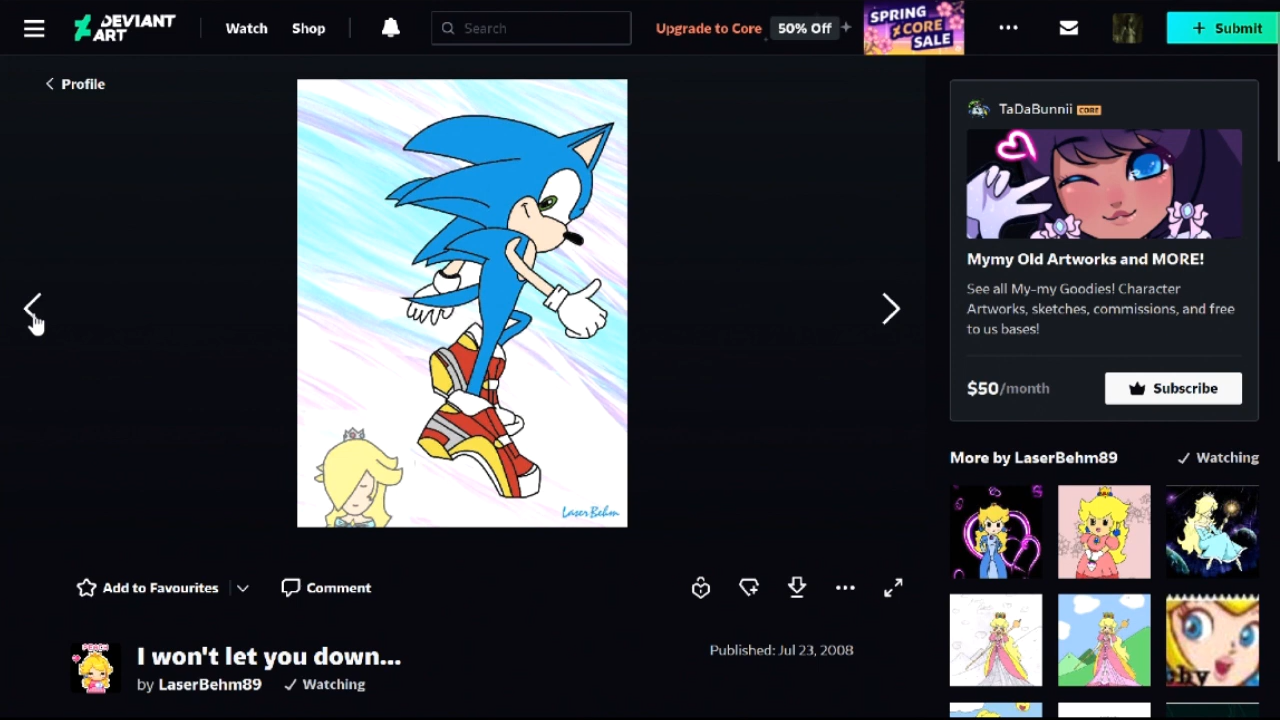 DEVIANT ART
Watch
Shop
Search
Upgrade to Core
50% Off
SPRING CORE SALE
Submit
Profile
TaDaBunnii CORE
Mymy Old Artworks and MORE!
See all My-my Goodies! Character
Artworks, sketches, commissions, and free
to us bases!
$50/month
Subscribe
LaserBehm
More by LaserBehm89
Watching
Add to Favourites
Comment
PEACH
I won't let you down...
by LaserBehm89
Watching
Published: Jul 23, 2008